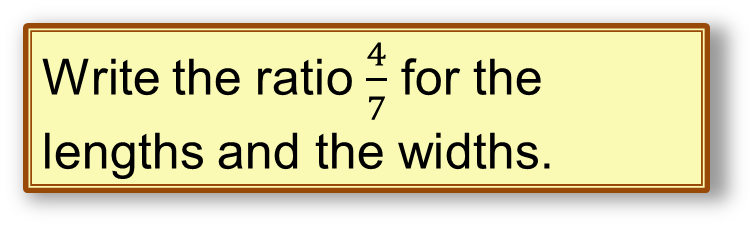 Write the ratio 4/7 for the
lengths and the widths.